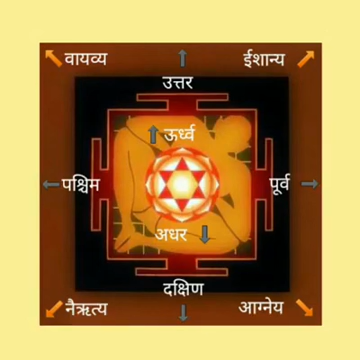 वायव्य
ईशान्य
उत्तर
ऊर्ध्व
पश्चिम
पूर्व
अधर
दक्षिण
नैऋत्य
आग्नेय